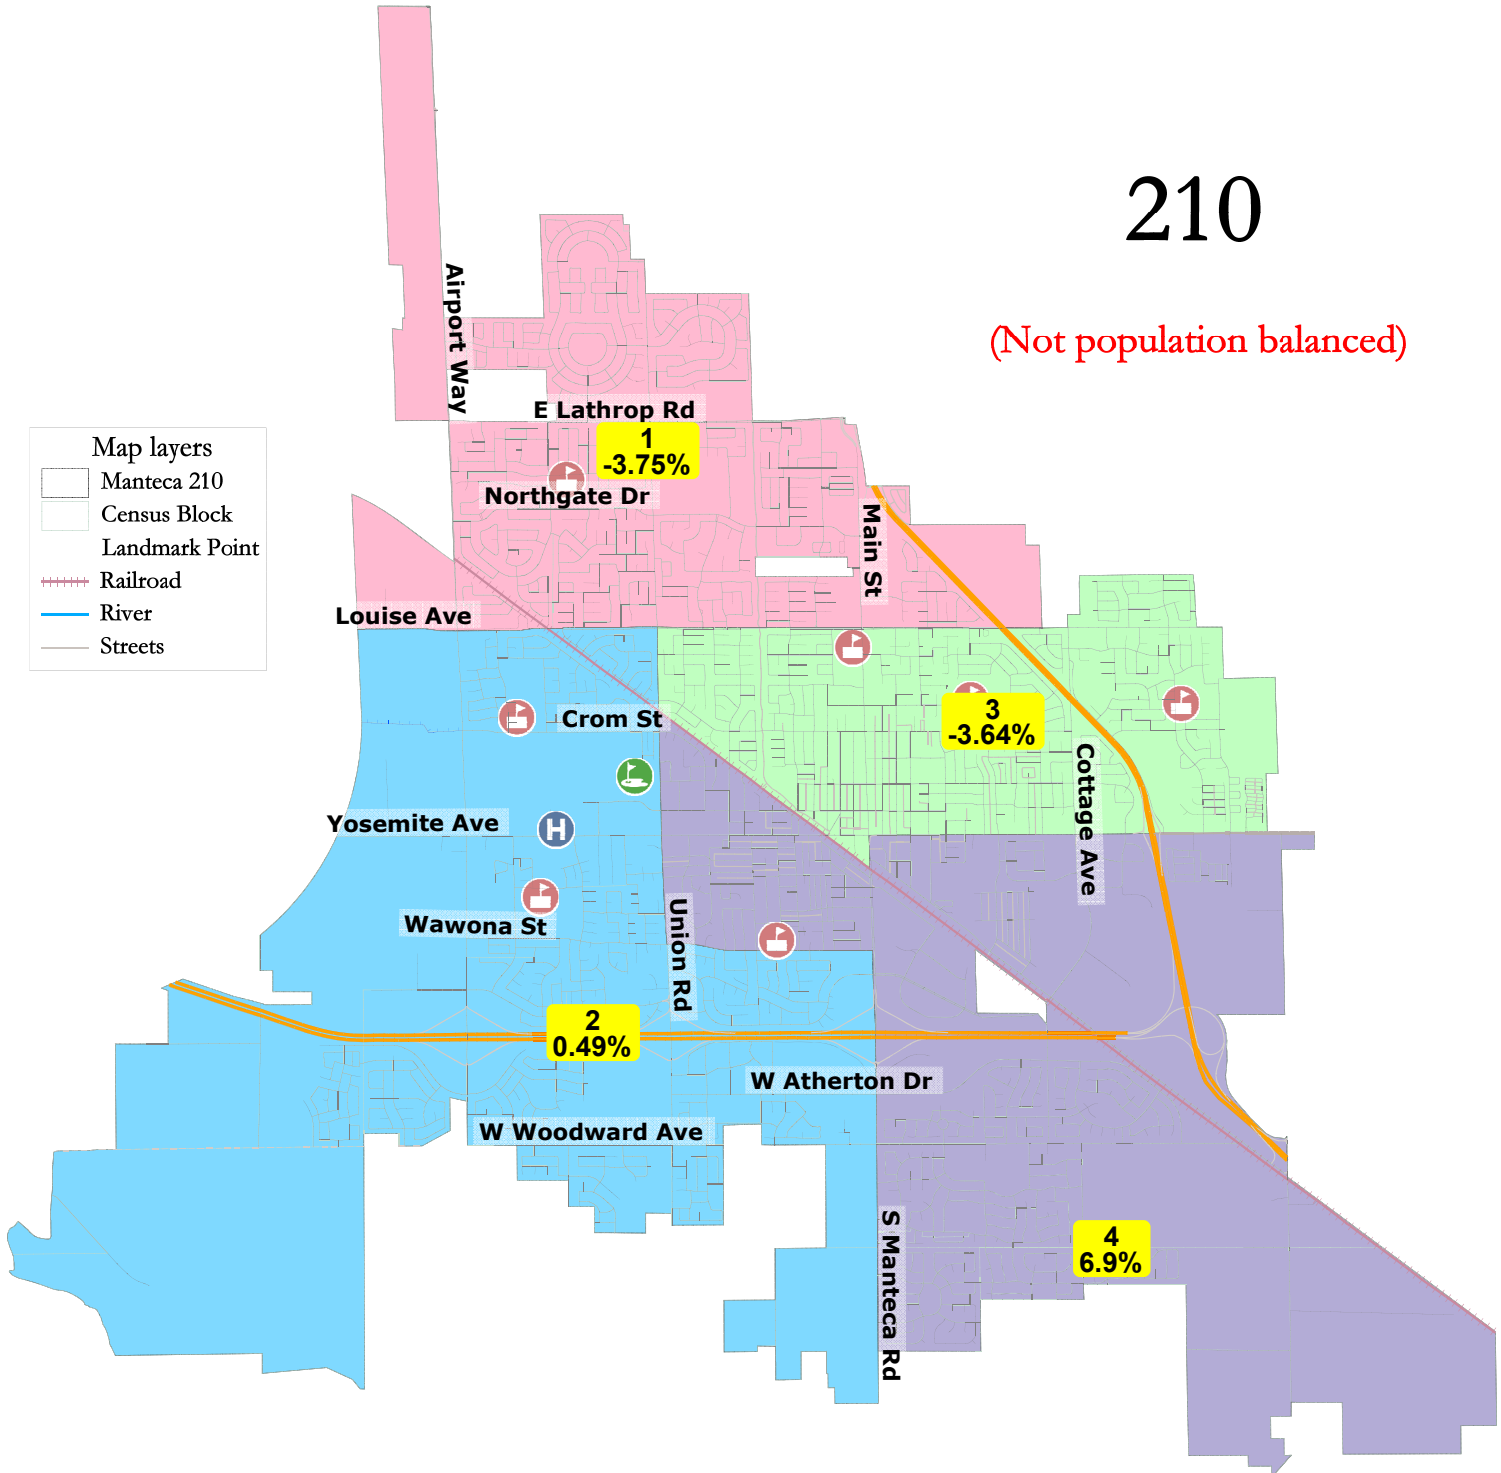 210
(Not population balanced)
Airport Way
E Lathrop Rd
1
-3.75%
Northgate Dr
Main St
Map layers
Manteca 210
Census Block
Landmark Point
Railroad
River
Streets
Louise Ave
Crom St
3
-3.64%
Cottage Ave
Yosemite Ave
H
Wawona St
Union Rd
2
0.49%
W Atherton Dr
W Woodward Ave
S Manteca Rd
4
6.9%